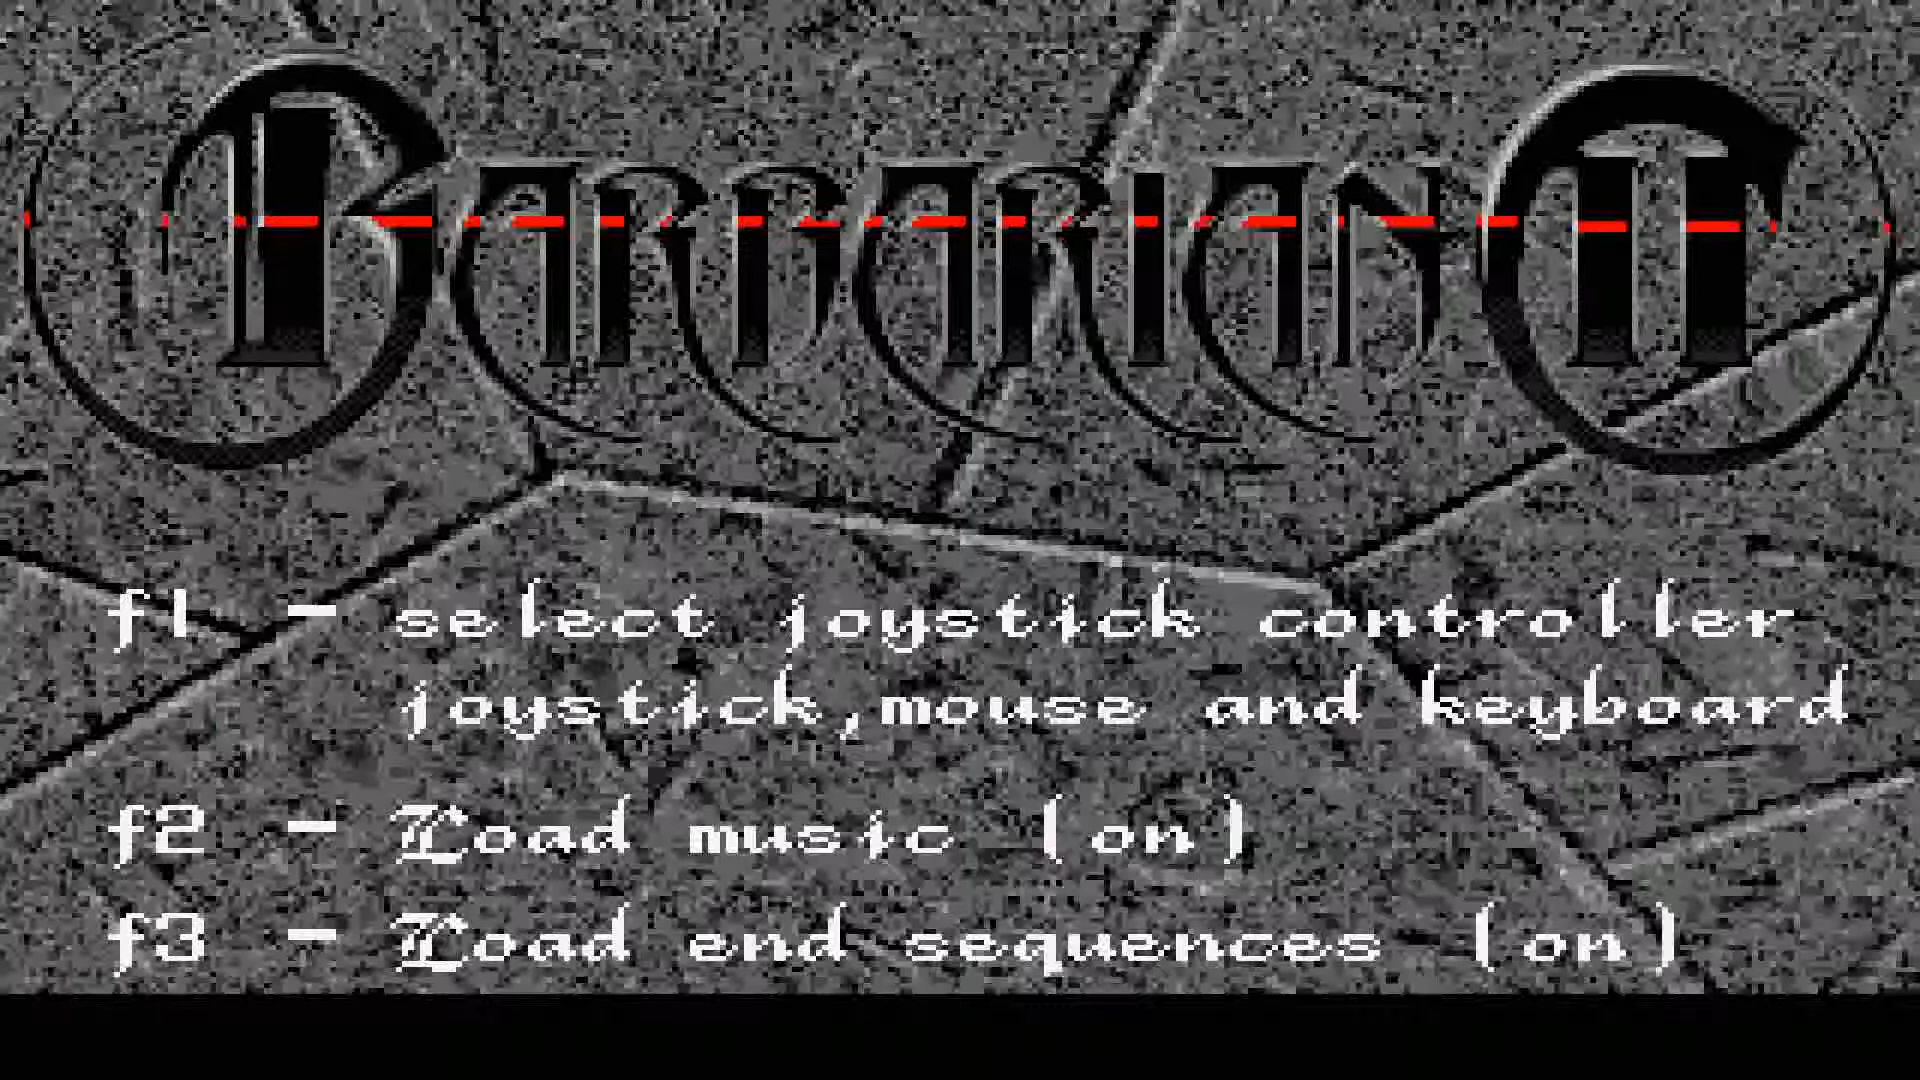 Barbarian II
f1 - select joystick controller
joystick,mouse and keyboard
f2 - Load music (on)
f3 - Load end sequences (on)